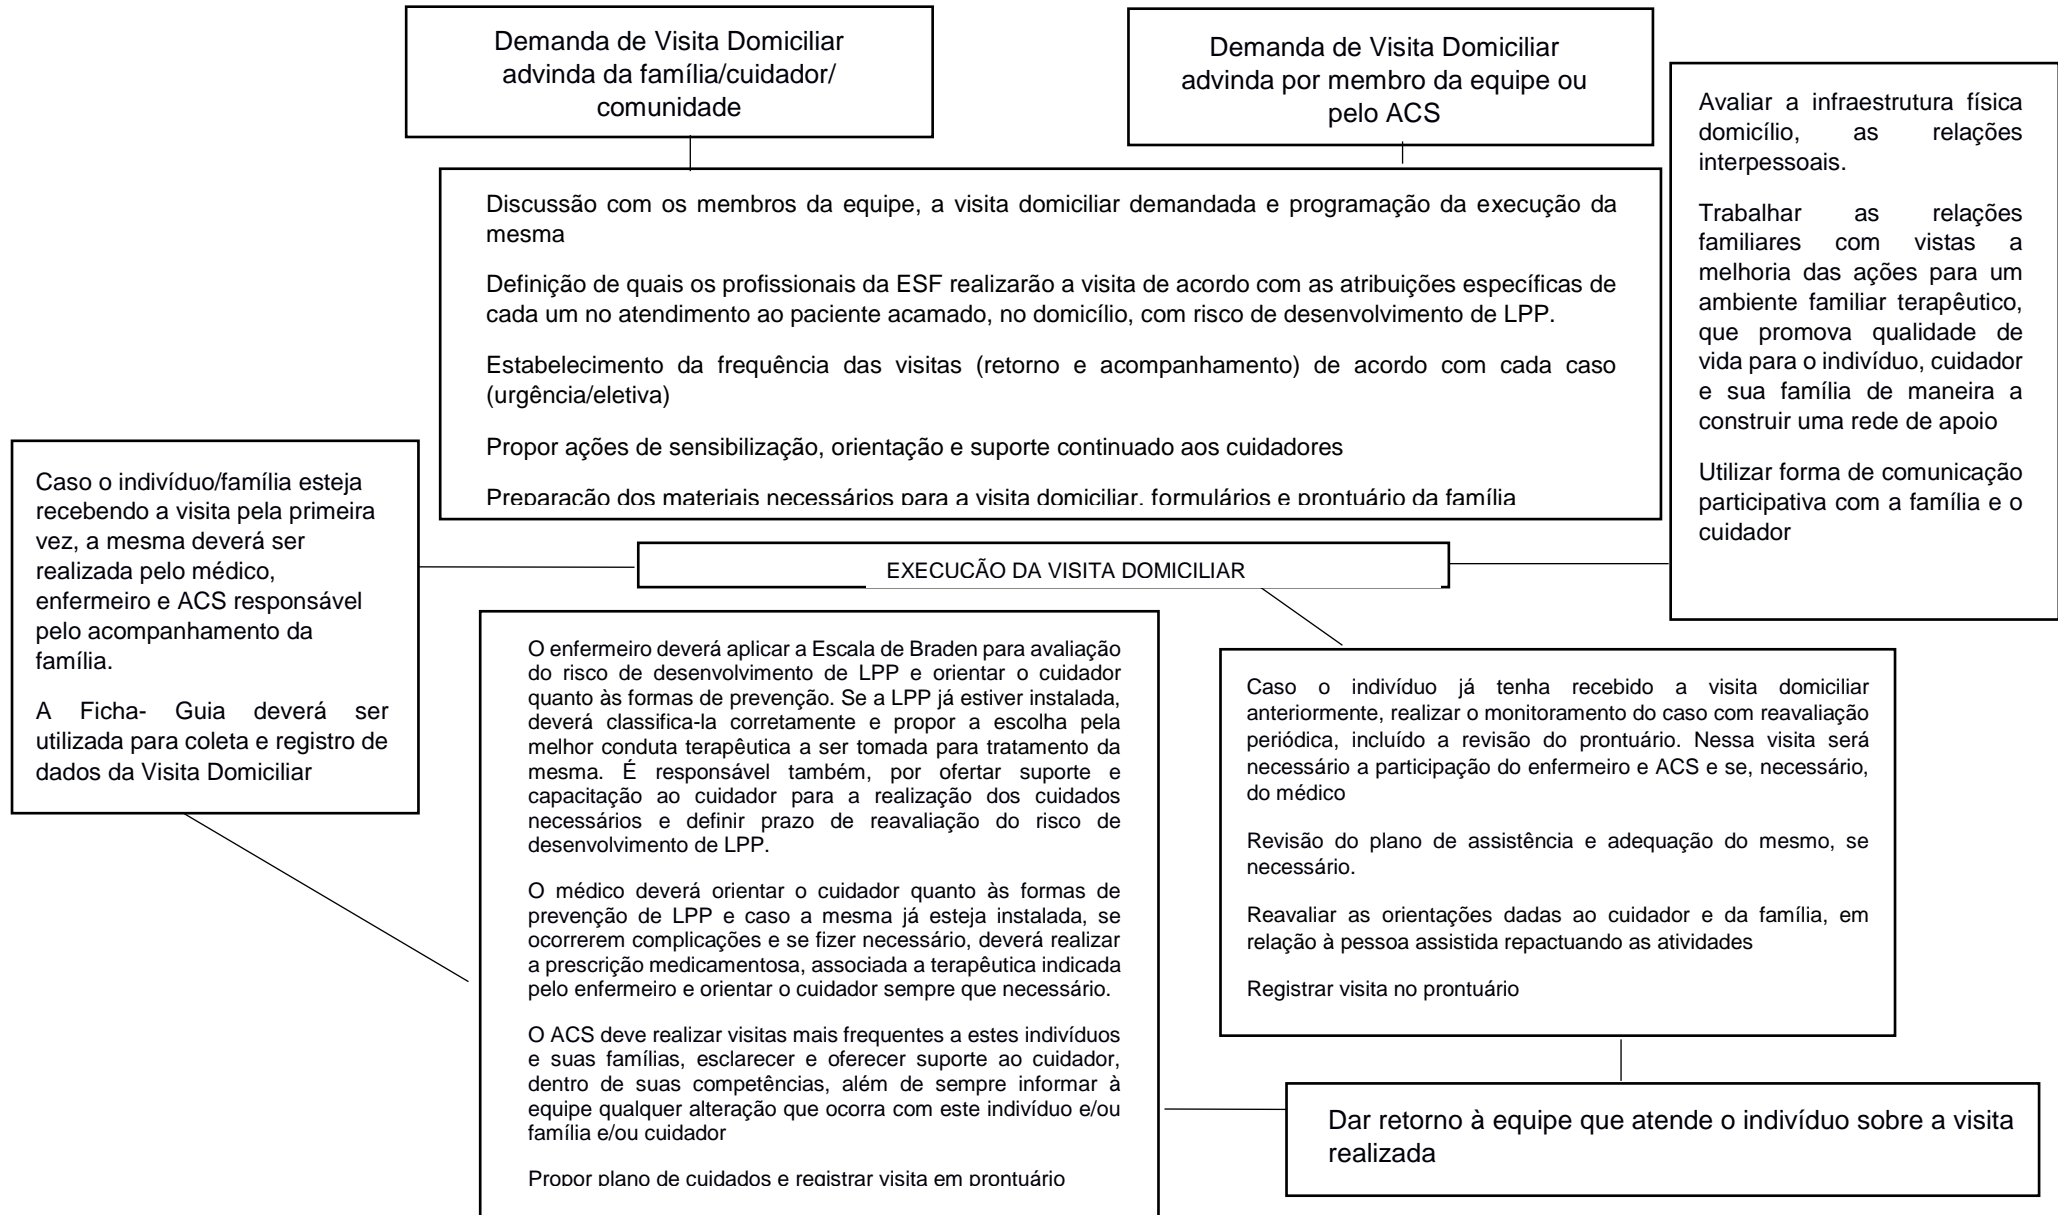 Demanda de Visita Domiciliar
advinda da família/cuidador/
comunidade
Demanda de Visita Domiciliar
advinda por membro da equipe ou
pelo ACS
Avaliar a infraestrutura física
domicílio, as relações
interpessoais.
Trabalhar as relações
familiares com vistas a
melhoria das ações para um
ambiente familiar terapêutico,
que promova qualidade de
vida para o indivíduo, cuidador
e sua família de maneira a
construir uma rede de apoio
Utilizar forma de comunicação
participativa com a família e o
cuidador
Discussão com os membros da equipe, a visita domiciliar demandada e programação da execução da
mesma
Definição de quais os profissionais da ESF realizarão a visita de acordo com as atribuições específicas de
cada um no atendimento ao paciente acamado, no domicílio, com risco de desenvolvimento de LPP.
Estabelecimento da frequência das visitas (retorno e acompanhamento) de acordo com cada caso
(urgência/eletiva)
Propor ações de sensibilização, orientação e suporte continuado aos cuidadores
Preparação dos materiais necessários para a visita domiciliar, formulários e prontuário da família
Caso o indivíduo/família esteja
recebendo a visita pela primeira
vez, a mesma deverá ser
realizada pelo médico,
enfermeiro e ACS responsável
pelo acompanhamento da
família.
A Ficha- Guia deverá ser
utilizada para coleta e registro de
dados da Visita Domiciliar
EXECUÇÃO DA VISITA DOMICILIAR
O enfermeiro deverá aplicar a Escala de Braden para avaliação
do risco de desenvolvimento de LPP e orientar o cuidador
quanto às formas de prevenção. Se a LPP já estiver instalada,
deverá classifica-la corretamente e propor a escolha pela
melhor conduta terapêutica a ser tomada para tratamento da
mesma. É responsável também, por ofertar suporte e
capacitação ao cuidador para a realização dos cuidados
necessários e definir prazo de reavaliação do risco de
desenvolvimento de LPP.
O médico deverá orientar o cuidador quanto às formas de
prevenção de LPP e caso a mesma já esteja instalada, se
ocorrerem complicações e se fizer necessário, deverá realizar
a prescrição medicamentosa, associada a terapêutica indicada
pelo enfermeiro e orientar o cuidador sempre que necessário.
O ACS deve realizar visitas mais frequentes a estes indivíduos
e suas famílias, esclarecer e oferecer suporte ao cuidador,
dentro de suas competências, além de sempre informar à
equipe qualquer alteração que ocorra com este indivíduo e/ou
família e/ou cuidador
Propor plano de cuidados e registrar visita em prontuário
Caso o indivíduo já tenha recebido a visita domiciliar
anteriormente, realizar o monitoramento do caso com reavaliação
periódica, incluído a revisão do prontuário. Nessa visita será
necessário a participação do enfermeiro e ACS e se, necessário,
do médico
Revisão do plano de assistência e adequação do mesmo, se
necessário.
Reavaliar as orientações dadas ao cuidador e da família, em
relação à pessoa assistida repactuando as atividades
Registrar visita no prontuário
Dar retorno à equipe que atende o indivíduo sobre a visita
realizada